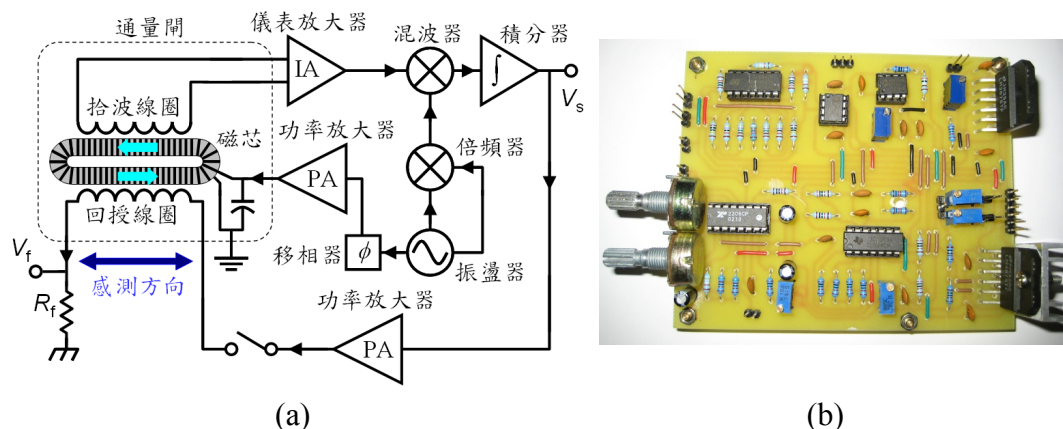 通量閘
儀表放大器
混波器
積分器
IA
∫
Vs
拾波線圈
磁芯
功率放大器
倍頻器
PA
回授線圈
移相器
ϕ
振盪器
Vf
感測方向
Rf
功率放大器
PA
2206CP
(a)
(b)